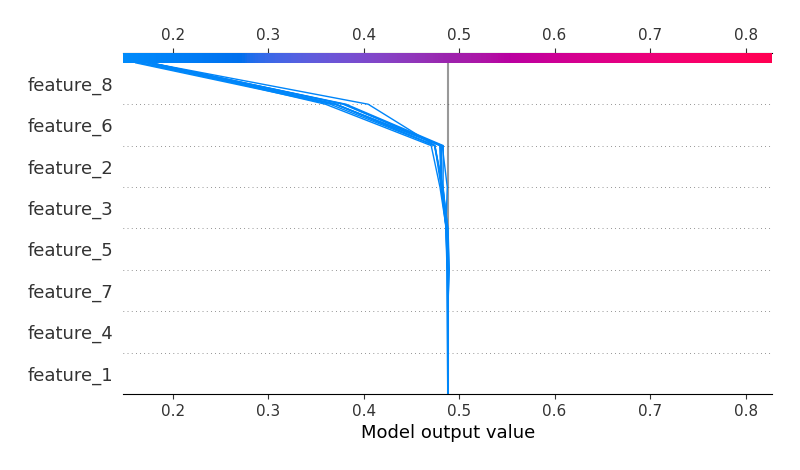 0.2 0.3 0.4 0.5 0.6 0.7 0.8
feature_8
feature_6
feature_2
feature_3
feature_5
feature_7
feature_4
feature_1
0.2 0.3 0.4 0.5 0.6 0.7 0.8
Model output value